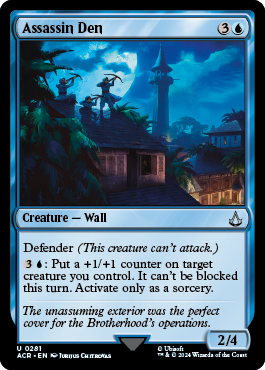 Assassin Den 3
Creature — Wall
Defender (This creature can't attack.)
3 : Put a +1/+1 counter on target
creature you control. It can't be blocked
this turn. Activate only as a sorcery.
The unassuming exterior was the perfect
cover for the Brotherhood's operations.
2/4
U 0281
ACR • EN
© Ubisoft
™ & © 2024 Wizards of the Coast